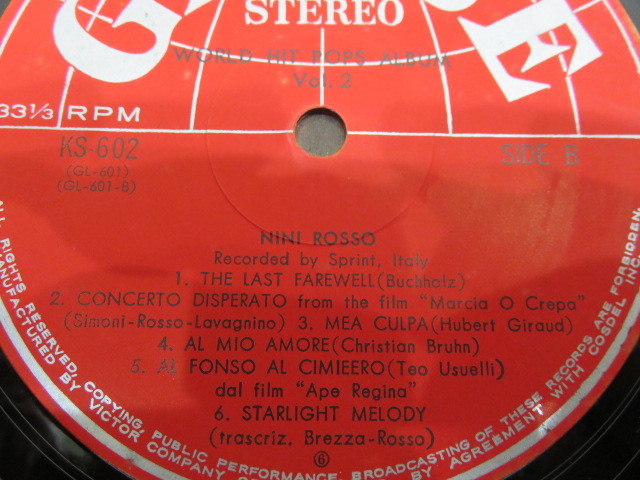 STEREO
WORLD HIT POPS ALBUM
Vol. 2
33⅓ RPM
KS-602
(GL-601)
(GL-601-B)
SIDE B
NINI ROSSO
Recorded by Sprint, Italy
1. THE LAST FAREWELL(Buchholz)
2. CONCERTO DISPERATO from the film "Marcia O Crepa"
(Simoni-Rosso-Lavagnino) 3. MEA CULPA(Hubert Giraud)
4. AL MIO AMORE(Christian Bruhn)
5. AL FONSO AL CIMIEERO(Teo Usuelli)
dal film "Ape Regina"
6. STARLIGHT MELODY
(trascriz. Brezza-Rosso)
6
ALL RIGHTS RESERVED, COPYING, PUBLIC PERFORMANCE, BROADCASTING OF THESE RECORDS ARE FORBIDDEN.
MANUFACTURED BY VICTOR COMPANY
AGREEMENT WITH COSDEL INC.